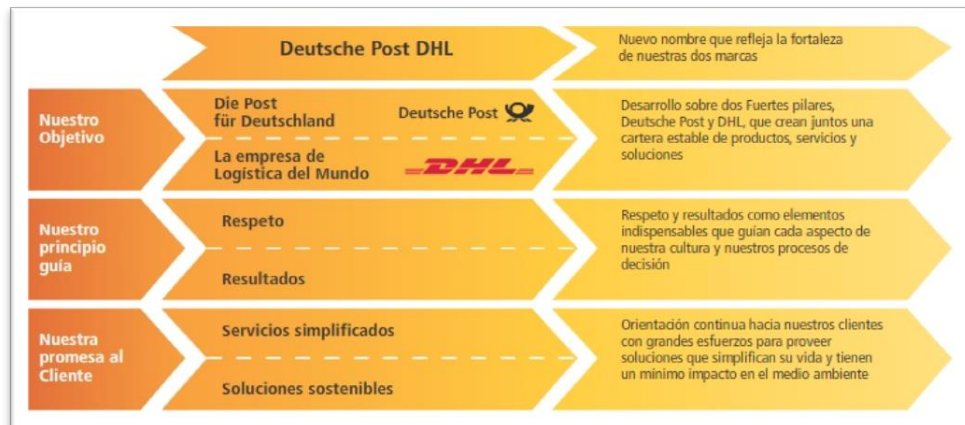 Deutsche Post DHL
Nuevo nombre que refleja la fortaleza
de nuestras dos marcas
Nuestro
Objetivo
Die Post
für Deutschland
Deutsche Post
La empresa de
Logística del Mundo
DHL
Desarrollo sobre dos Fuertes pilares,
Deutsche Post y DHL, que crean juntos una
cartera estable de productos, servicios y
soluciones
Nuestro
principio
guía
Respeto
Resultados
Respeto y resultados como elementos
indispensables que guían cada aspecto de
nuestra cultura y nuestros procesos de
decisión
Nuestra
promesa al
Cliente
Servicios simplificados
Soluciones sostenibles
Orientación continua hacia nuestros clientes
con grandes esfuerzos para proveer
soluciones que simplifican su vida y tienen
un mínimo impacto en el medio ambiente